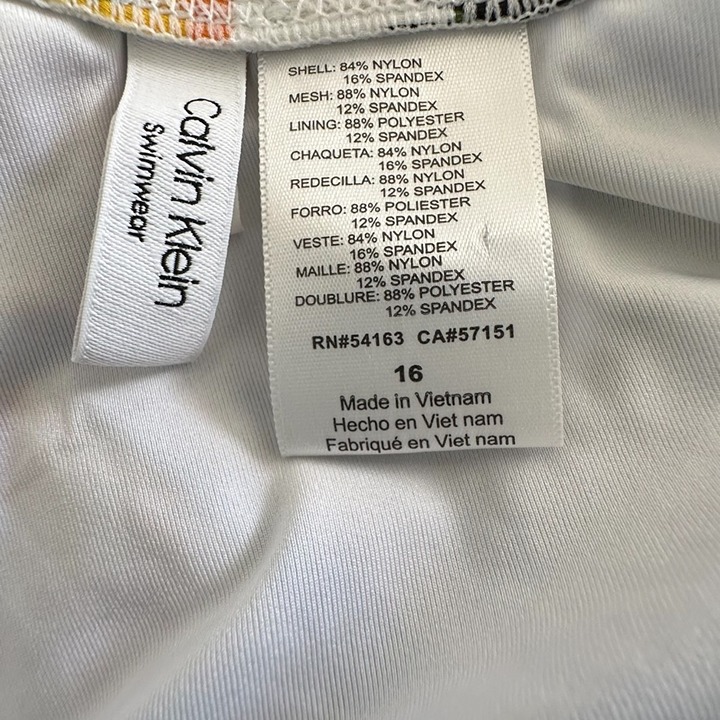 Calvin Klein
Swimwear
SHELL: 84% NYLON
16% SPANDEX
MESH: 88% NYLON
12% SPANDEX
LINING: 88% POLYESTER
12% SPANDEX
CHAQUETA: 84% NYLON
16% SPANDEX
REDECILLA: 88% NYLON
12% SPANDEX
FORRO: 88% POLIESTER
12% SPANDEX
VESTE: 84% NYLON
16% SPANDEX
MAILLE: 88% NYLON
12% SPANDEX
DOUBLURE: 88% POLYESTER
12% SPANDEX
RN#54163 CA#57151
16
Made in Vietnam
Hecho en Viet nam
Fabriqué en Viet nam